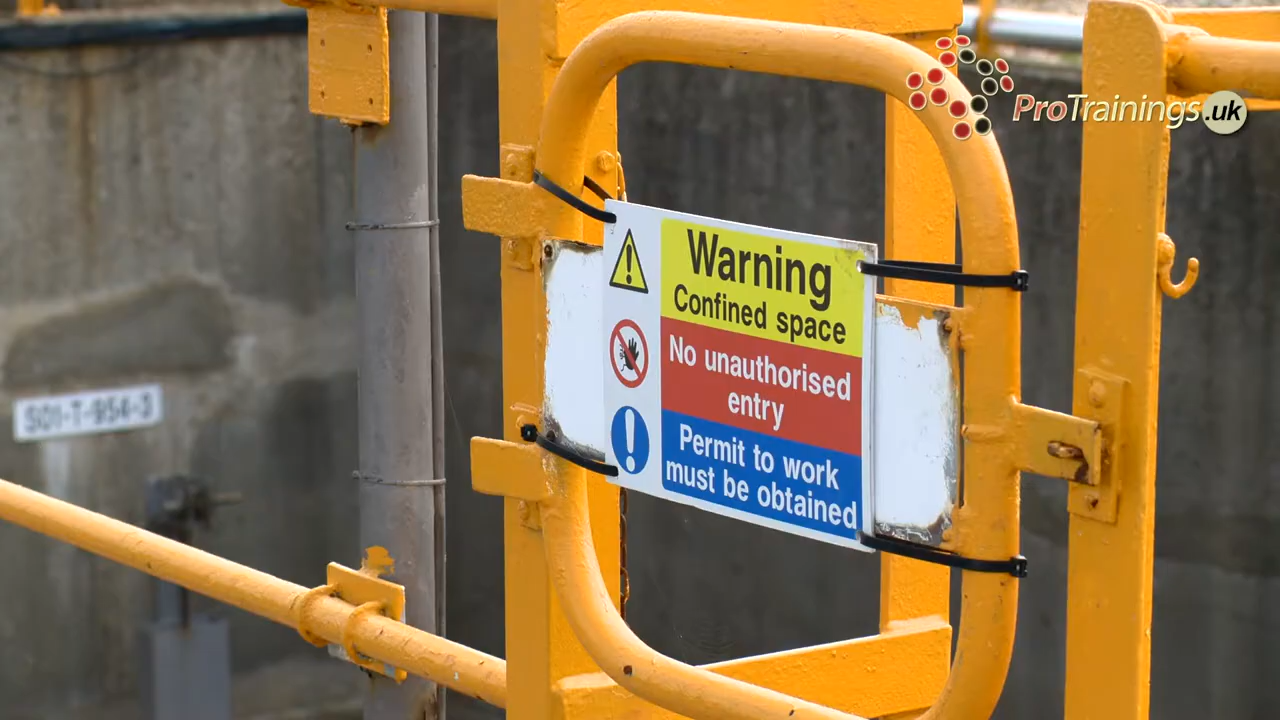 ProTrainings.uk
Warning
Confined space
No unauthorised
entry
Permit to work
must be obtained
S01-T-954-3